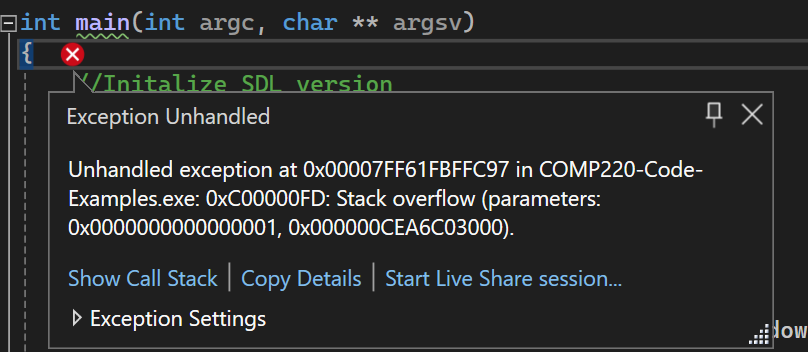 int main(int argc, char ** argsv)
{
//Initalize SDL version
Exception Unhandled
Unhandled exception at 0x00007FF61FBFFC97 in COMP220-Code-
Examples.exe: 0xC00000FD: Stack overflow (parameters:
0x0000000000000001, 0x000000CEA6C03000).
Show Call Stack | Copy Details | Start Live Share session...
Exception Settings
dow